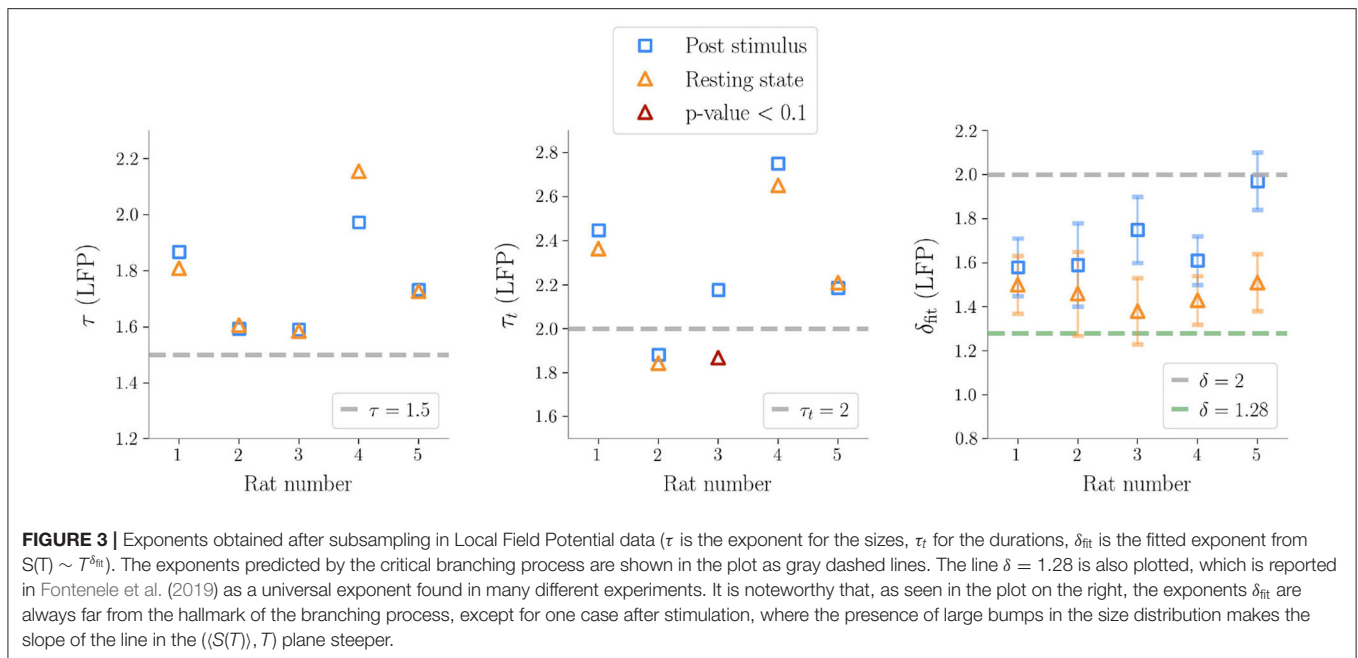 Post stimulus
Resting state
p-value < 0.1
2.2
2.0
1.8
1.6
1.4
1.2
τ (LFP)
τ = 1.5
1 2 3 4 5
Rat number
2.8
2.6
2.4
2.2
2.0
1.8
1.6
τt (LFP)
τt = 2
1 2 3 4 5
Rat number
2.2
2.0
1.8
1.6
1.4
1.2
1.0
0.8
δfit (LFP)
δ = 2
δ = 1.28
1 2 3 4 5
Rat number
FIGURE 3 | Exponents obtained after subsampling in Local Field Potential data (τ is the exponent for the sizes, τt for the durations, δfit is the fitted exponent from
S(T) ∼ T^δfit). The exponents predicted by the critical branching process are shown in the plot as gray dashed lines. The line δ = 1.28 is also plotted, which is reported
in Fontenele et al. (2019) as a universal exponent found in many different experiments. It is noteworthy that, as seen in the plot on the right, the exponents δfit are
always far from the hallmark of the branching process, except for one case after stimulation, where the presence of large bumps in the size distribution makes the
slope of the line in the (⟨S(T)⟩, T) plane steeper.